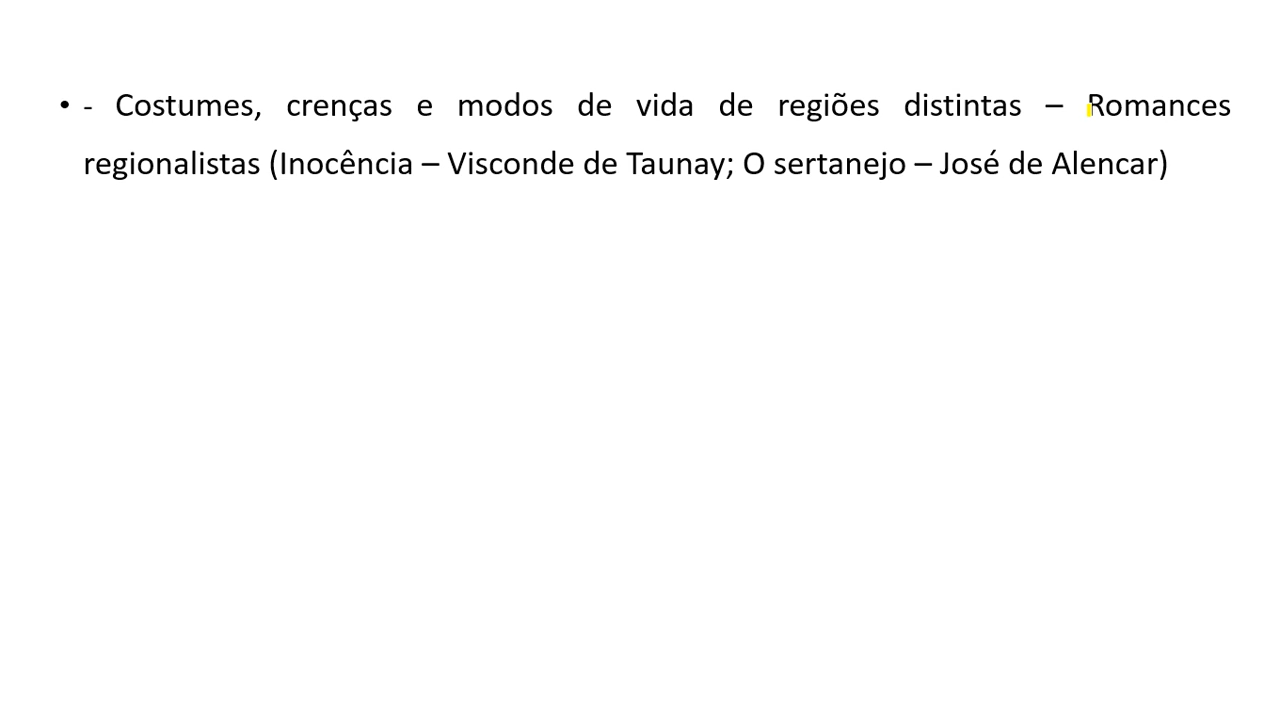 • - Costumes, crenças e modos de vida de regiões distintas – Romances
regionalistas (Inocência – Visconde de Taunay; O sertanejo – José de Alencar)